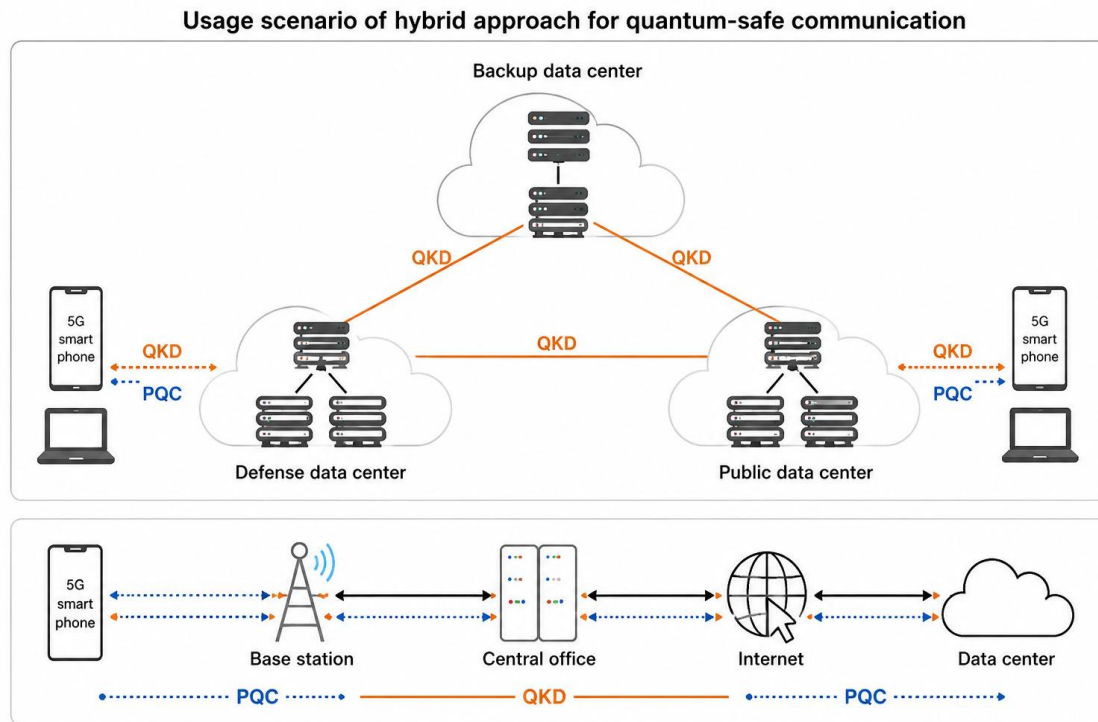 Usage scenario of hybrid approach for quantum-safe communication
Backup data center
QKD
QKD
5G
smart
phone
QKD
PQC
QKD
5G
smart
phone
QKD
PQC
Defense data center
Public data center
5G
smart
phone
Base station
Central office
Internet
Data center
PQC
QKD
PQC